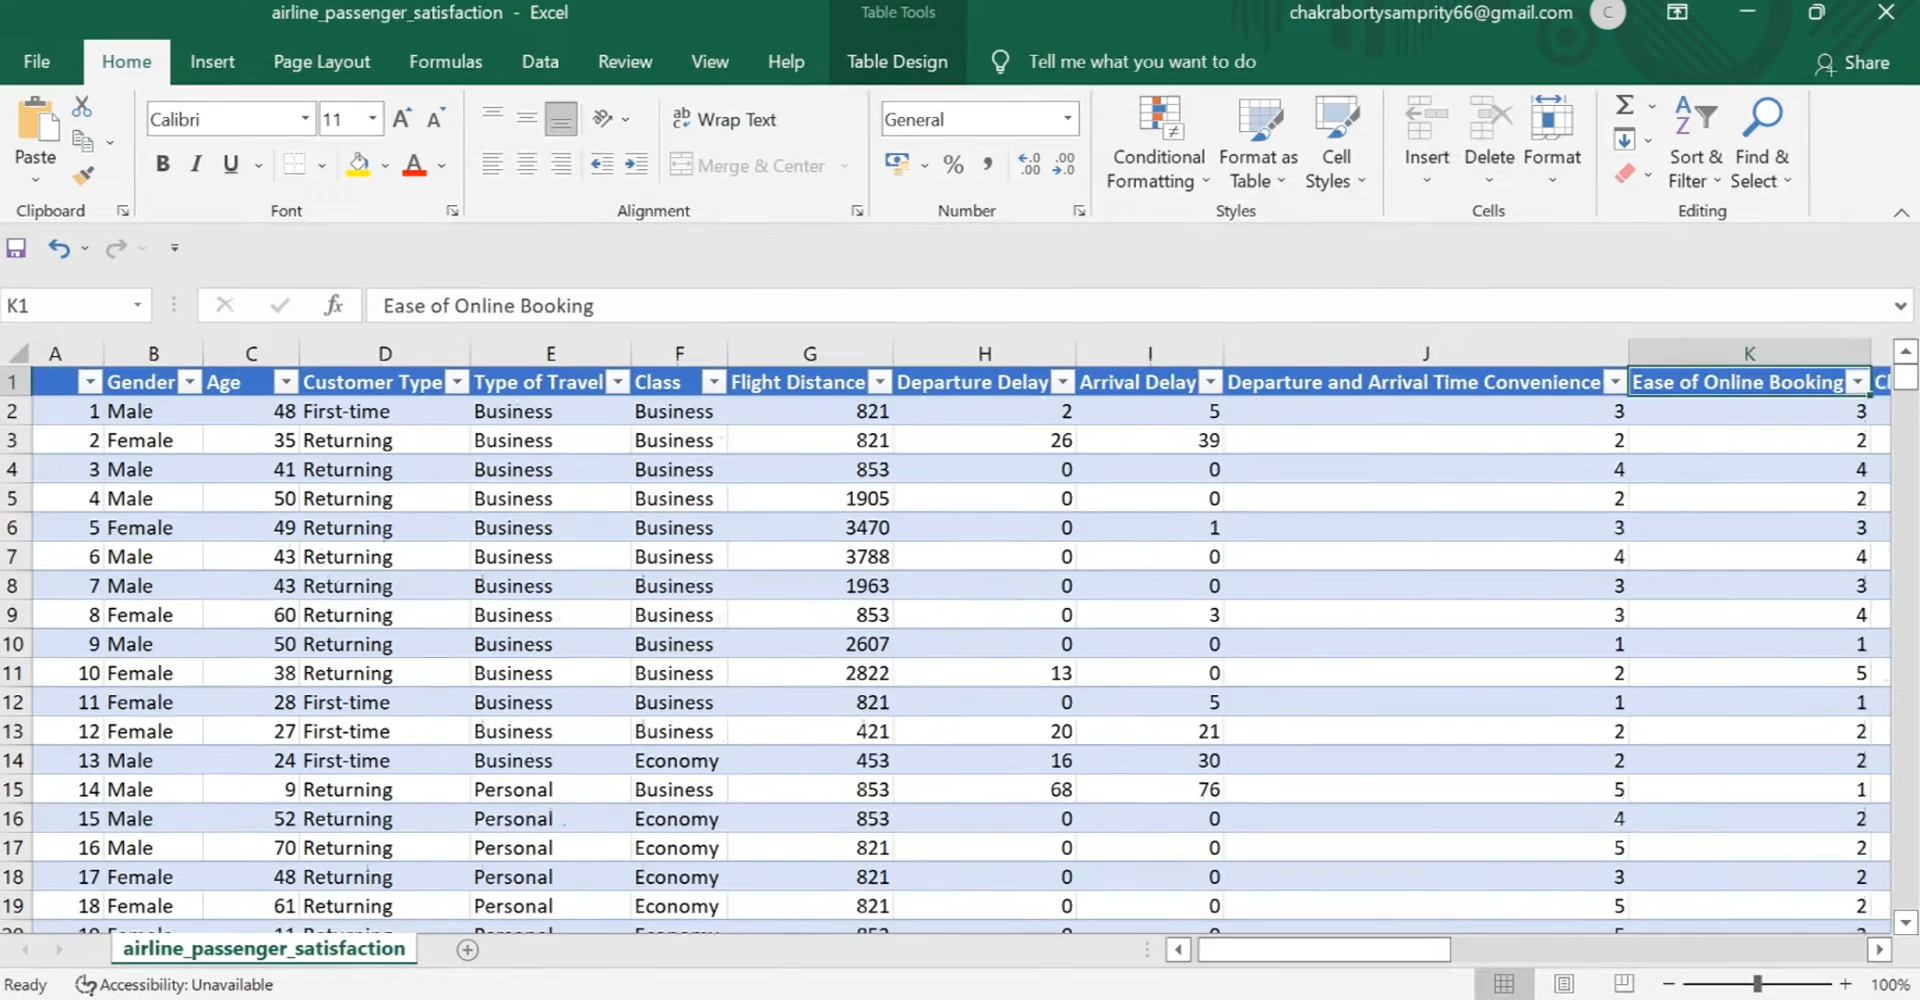 airline_passenger_satisfaction - Excel
Table Tools
chakrabortysamprity66@gmail.com
C
File Home Insert Page Layout Formulas Data Review View Help Table Design Tell me what you want to do Share
Paste
Calibri 11
B I U A
ab Wrap Text
Merge & Center
General
% ,
Conditional Formatting
Format as Table
Cell Styles
Insert Delete Format
Sort & Filter
Find & Select
Clipboard Font Alignment Number Styles Cells Editing
K1 fx Ease of Online Booking
A B C D E F G H I J K
1 Gender Age Customer Type Type of Travel Class Flight Distance Departure Delay Arrival Delay Departure and Arrival Time Convenience Ease of Online Booking
2 1 Male 48 First-time Business Business 821 2 5 3 3
3 2 Female 35 Returning Business Business 821 26 39 2 2
4 3 Male 41 Returning Business Business 853 0 0 4 4
5 4 Male 50 Returning Business Business 1905 0 0 2 2
6 5 Female 49 Returning Business Business 3470 0 1 3 3
7 6 Male 43 Returning Business Business 3788 0 0 4 4
8 7 Male 43 Returning Business Business 1963 0 0 3 3
9 8 Female 60 Returning Business Business 853 0 3 3 4
10 9 Male 50 Returning Business Business 2607 0 0 1 1
11 10 Female 38 Returning Business Business 2822 13 0 2 5
12 11 Female 28 First-time Business Business 821 0 5 1 1
13 12 Female 27 First-time Business Business 421 20 21 2 2
14 13 Male 24 First-time Business Economy 453 16 30 2 2
15 14 Male 9 Returning Personal Business 853 68 76 5 1
16 15 Male 52 Returning Personal Economy 853 0 0 4 2
17 16 Male 70 Returning Personal Economy 821 0 0 5 2
18 17 Female 48 Returning Personal Economy 821 0 0 3 2
19 18 Female 61 Returning Personal Economy 821 0 0 5 2
airline_passenger_satisfaction
Ready Accessibility: Unavailable 100%